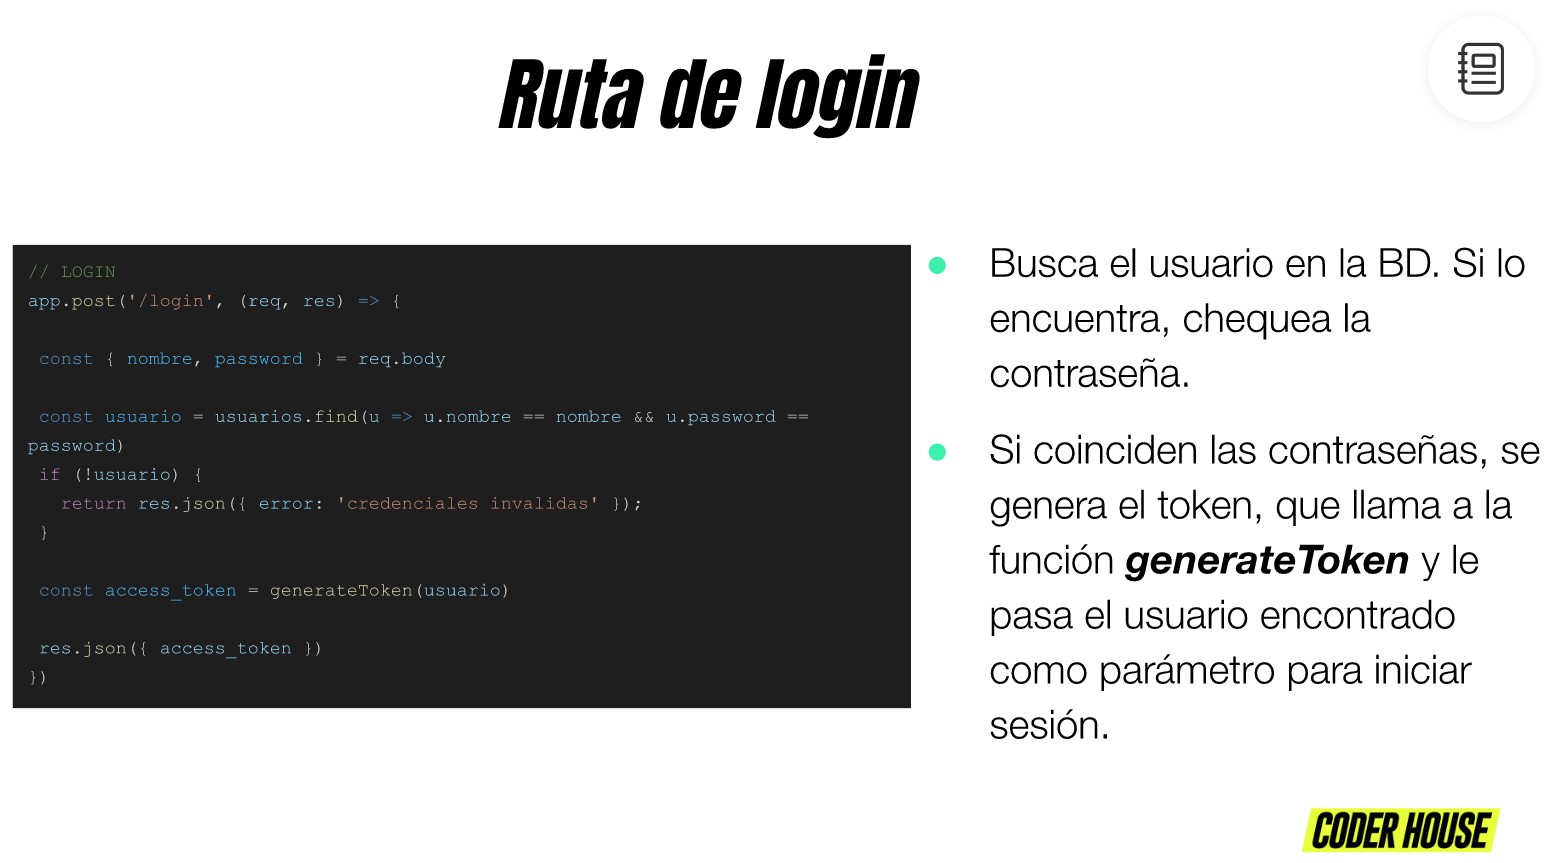 Ruta de login
// LOGIN
app.post('/login', (req, res) => {
const { nombre, password } = req.body
const usuario = usuarios.find(u => u.nombre == nombre && u.password ==
password)
if (!usuario) {
return res.json({ error: 'credenciales invalidas' });
}
const access_token = generateToken(usuario)
res.json({ access_token })
})
Busca el usuario en la BD. Si lo
encuentra, chequea la
contraseña.
Si coinciden las contraseñas, se
genera el token, que llama a la
función generateToken y le
pasa el usuario encontrado
como parámetro para iniciar
sesión.
CODER HOUSE